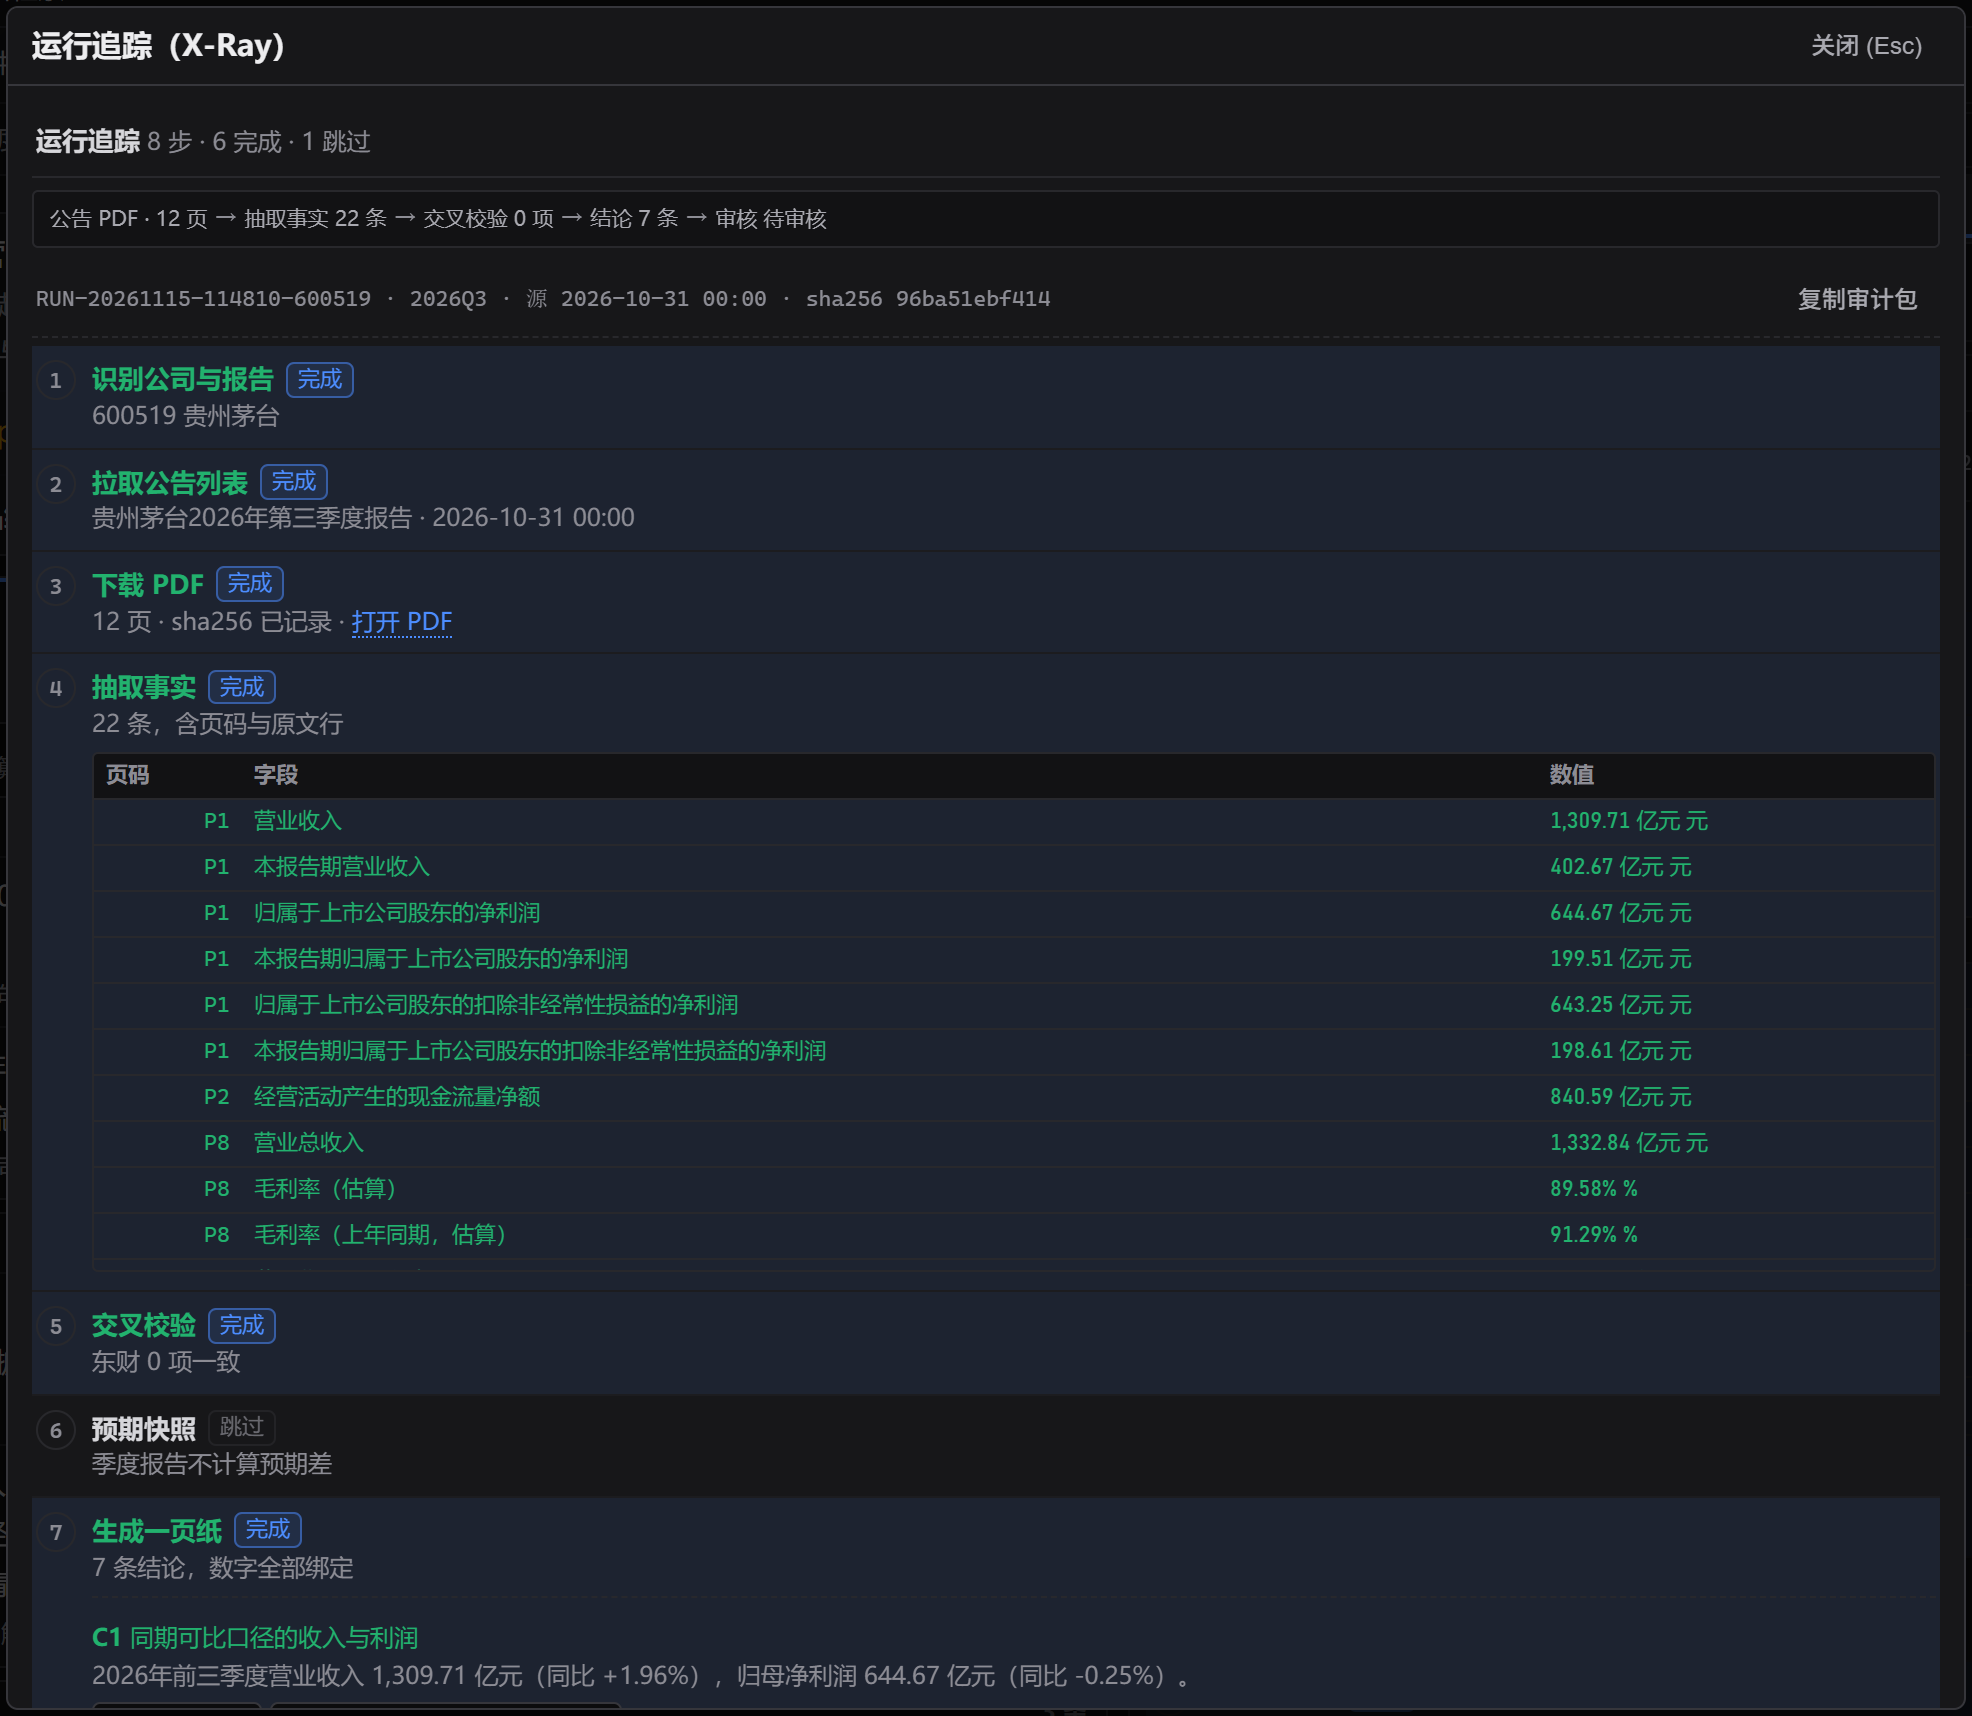 运行追踪（X-Ray）
关闭 (Esc)
运行追踪 8 步 · 6 完成 · 1 跳过
公告 PDF · 12 页 → 抽取事实 22 条 → 交叉校验 0 项 → 结论 7 条 → 审核 待审核
RUN-20261115-114810-600519 · 2026Q3 · 源 2026-10-31 00:00 · sha256 96ba51ebf414
复制审计包
1 识别公司与报告 完成
600519 贵州茅台
2 拉取公告列表 完成
贵州茅台2026年第三季度报告 · 2026-10-31 00:00
3 下载 PDF 完成
12 页 · sha256 已记录 · 打开 PDF
4 抽取事实 完成
22 条，含页码与原文行
页码 字段 数值
P1 营业收入 1,309.71 亿元 元
P1 本报告期营业收入 402.67 亿元 元
P1 归属于上市公司股东的净利润 644.67 亿元 元
P1 本报告期归属于上市公司股东的净利润 199.51 亿元 元
P1 归属于上市公司股东的扣除非经常性损益的净利润 643.25 亿元 元
P1 本报告期归属于上市公司股东的扣除非经常性损益的净利润 198.61 亿元 元
P2 经营活动产生的现金流量净额 840.59 亿元 元
P8 营业总收入 1,332.84 亿元 元
P8 毛利率（估算） 89.58% %
P8 毛利率（上年同期，估算） 91.29% %
5 交叉校验 完成
东财 0 项一致
6 预期快照 跳过
季度报告不计算预期差
7 生成一页纸 完成
7 条结论，数字全部绑定
C1 同期可比口径的收入与利润
2026年前三季度营业收入 1,309.71 亿元（同比 +1.96%），归母净利润 644.67 亿元（同比 -0.25%）。